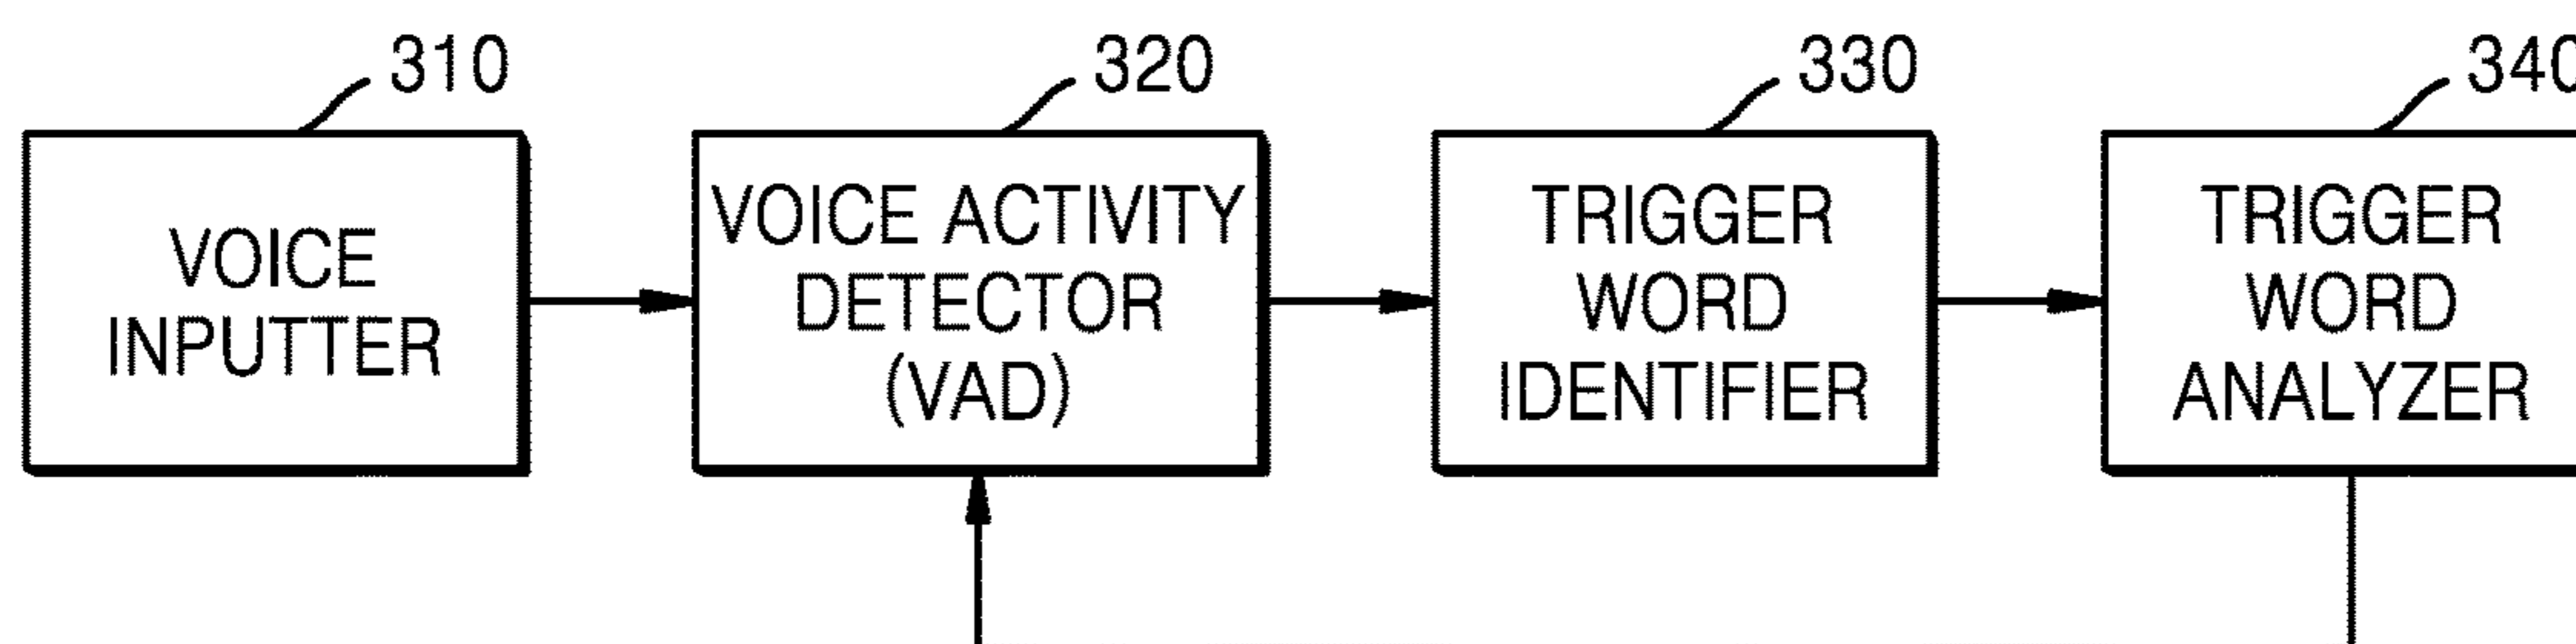 310
320
330
340
VOICE
INPUTTER
VOICE ACTIVITY
DETECTOR
(VAD)
TRIGGER
WORD
IDENTIFIER
TRIGGER
WORD
ANALYZER